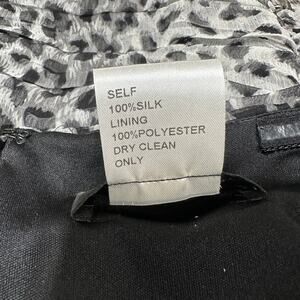 SELF
100%SILK
LINING
100%POLYESTER
DRY CLEAN
ONLY